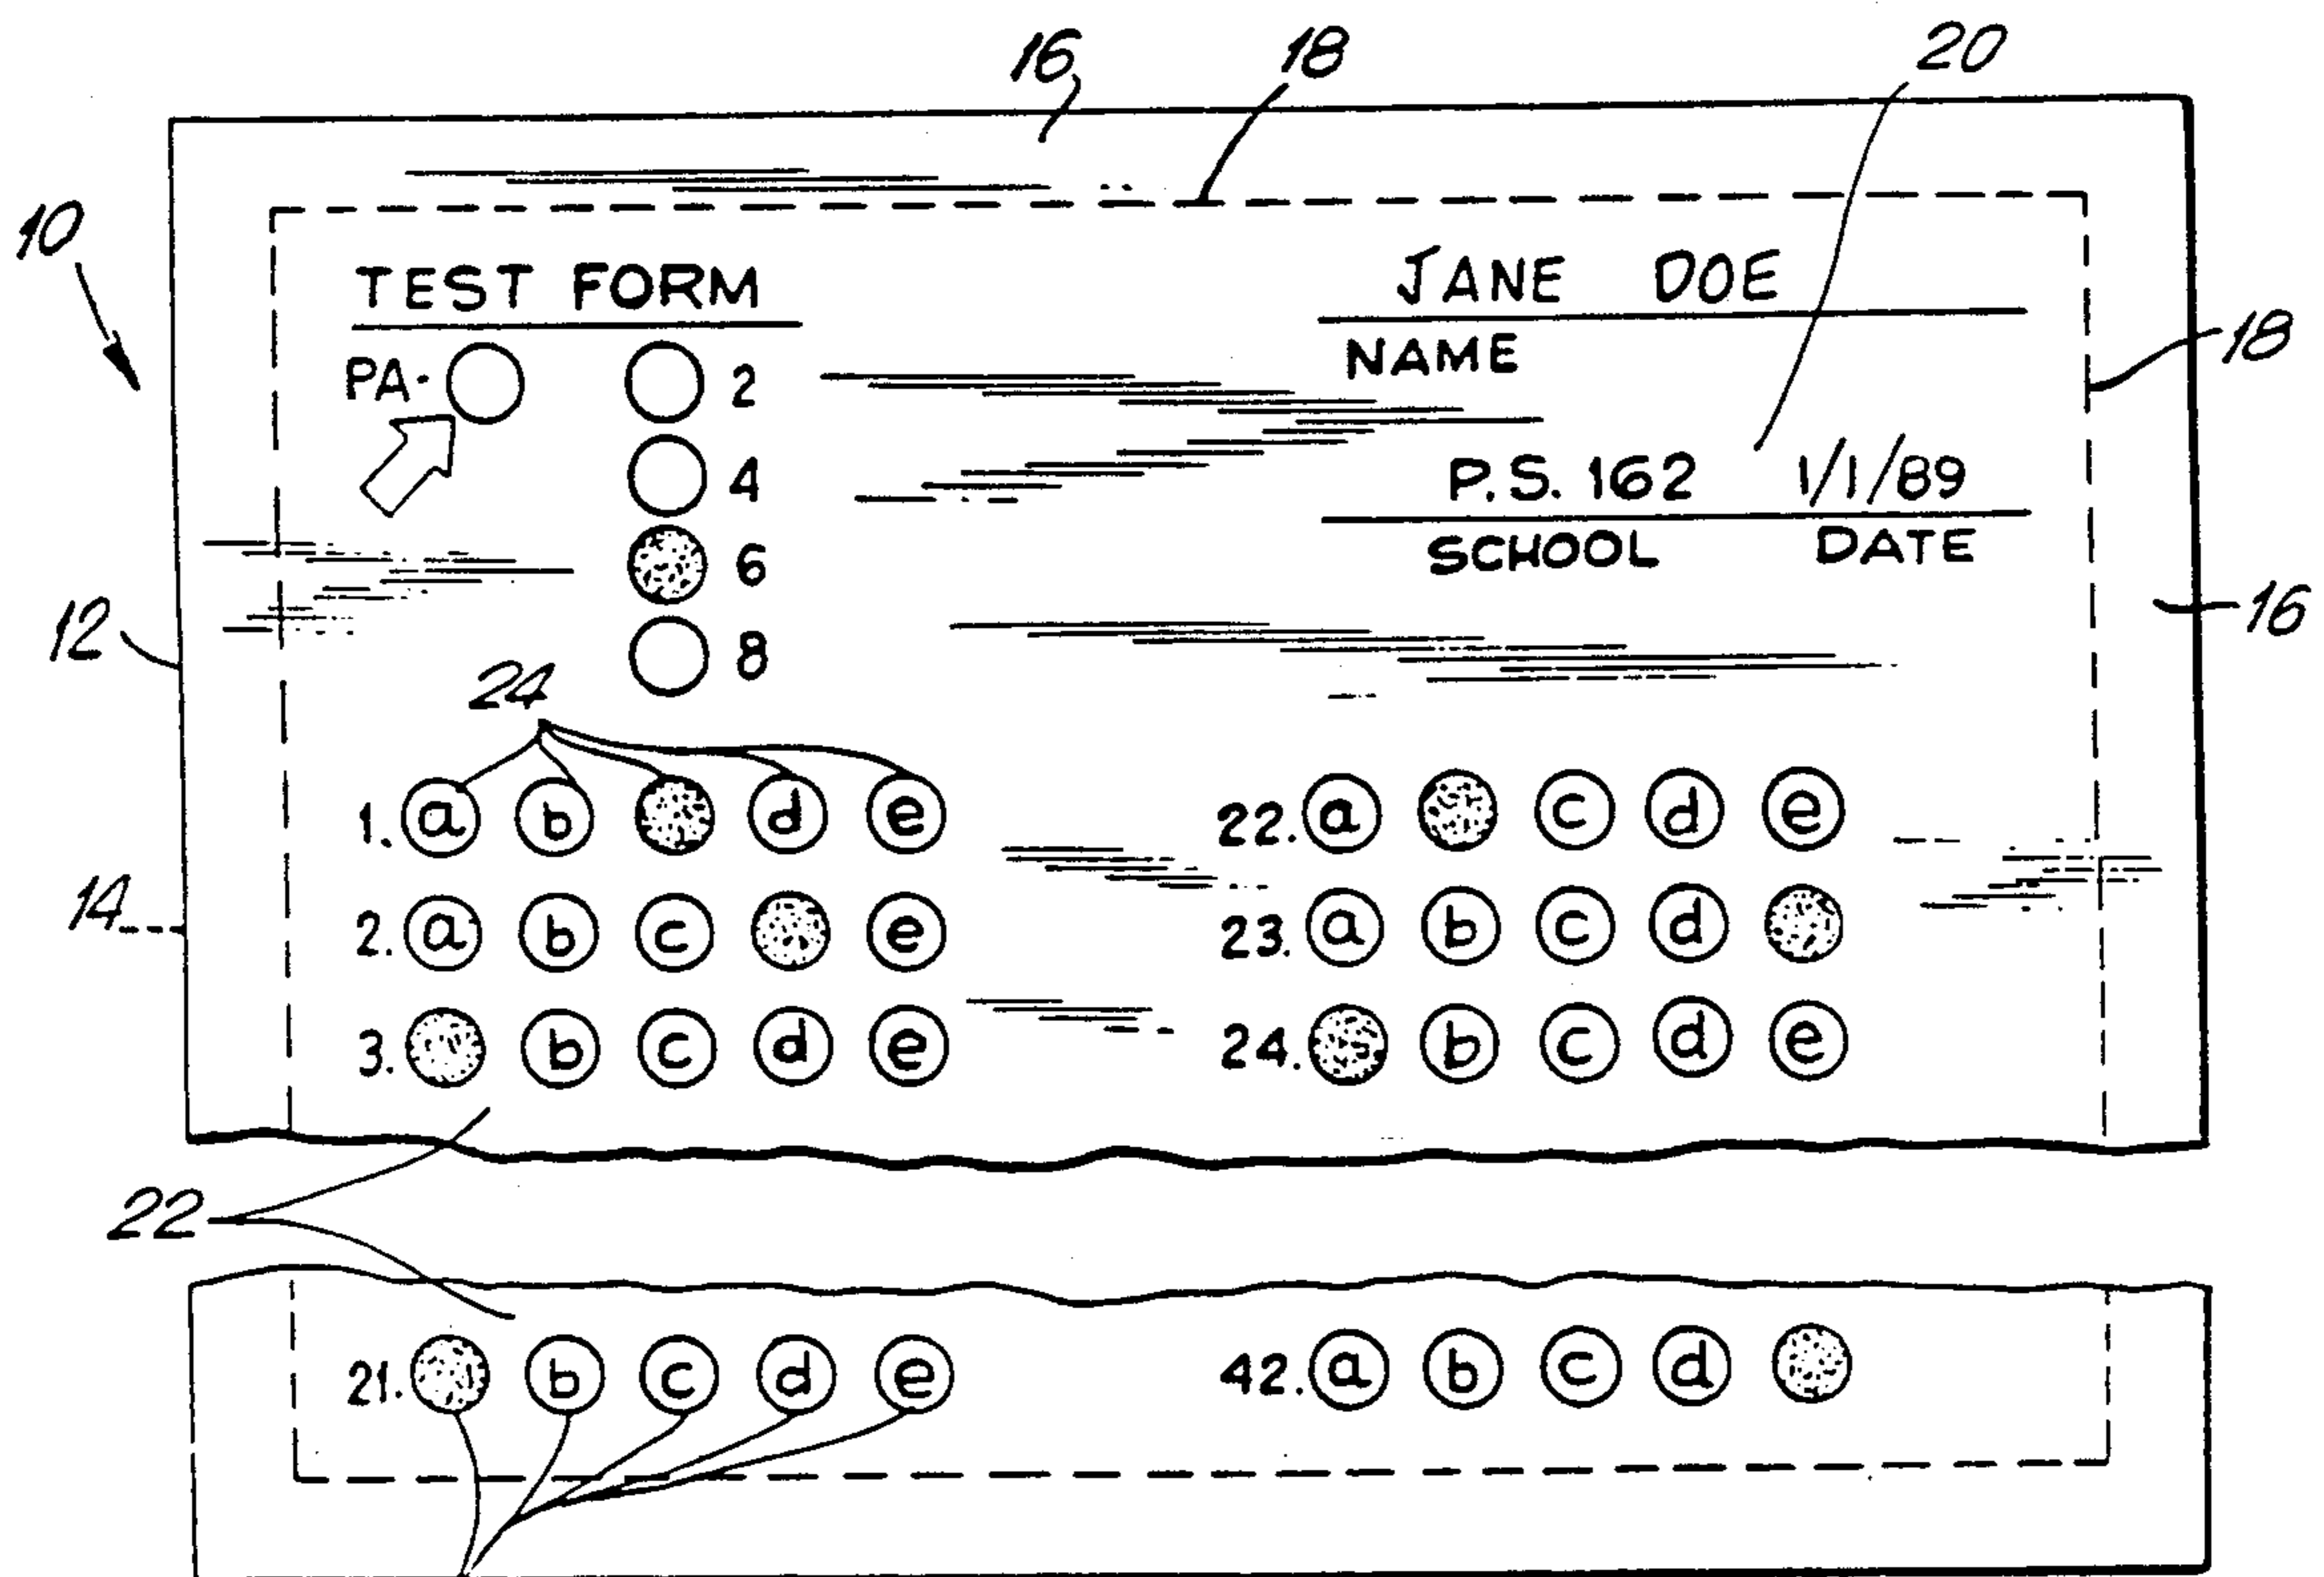 16 18 20
10
TEST FORM JANE DOE
PA- 2 NAME 18
4 P.S. 162 1/1/89
6 SCHOOL DATE
12 8 16
24
1. a b d e 22. a c d e
14 2. a b c e 23. a b c d
3. b c d e 24. b c d e
22
21. b c d e 42. a b c d